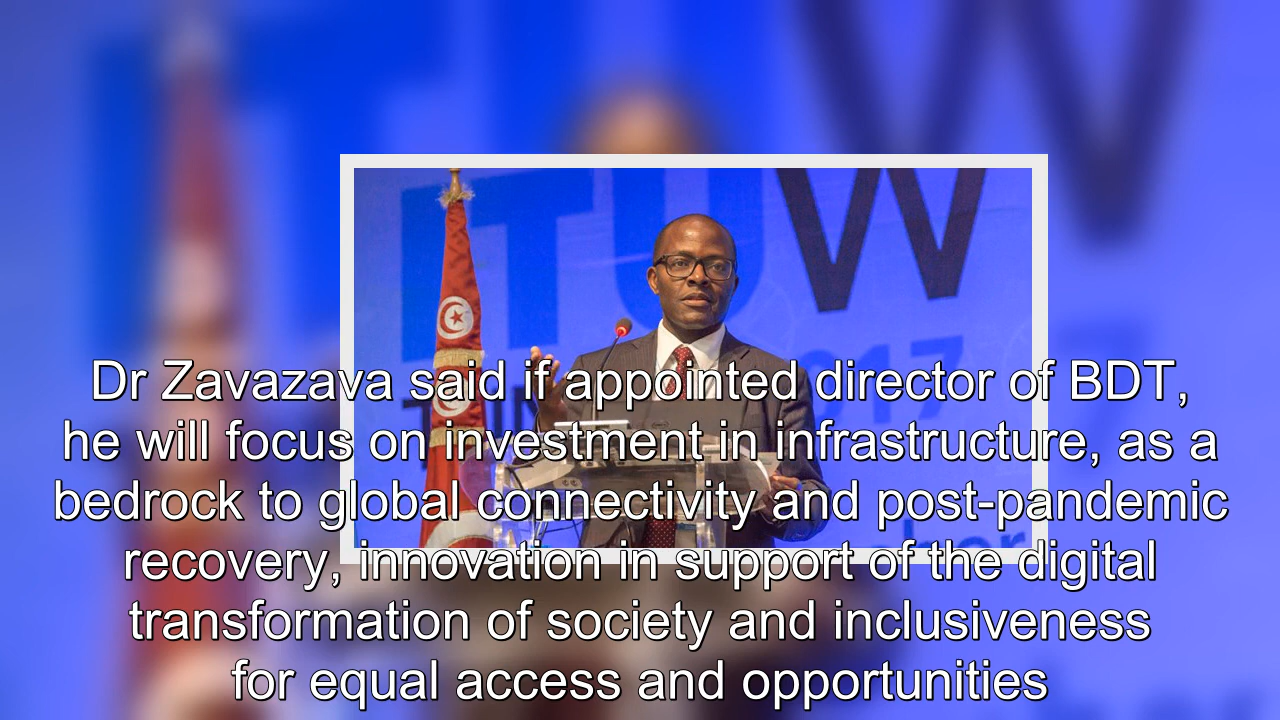 ITUW
2017
Dr Zavazava said if appointed director of BDT,
he will focus on investment in infrastructure, as a
bedrock to global connectivity and post-pandemic
recovery, innovation in support of the digital
transformation of society and inclusiveness
for equal access and opportunities